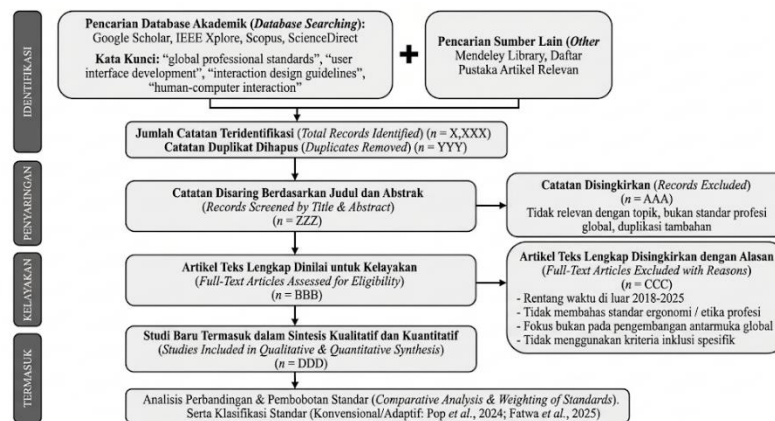 IDENTIFIKASI
Pencarian Database Akademik (Database Searching):
Google Scholar, IEEE Xplore, Scopus, ScienceDirect
Kata Kunci: “global professional standards”, “user
interface development”, “interaction design guidelines”,
“human-computer interaction”
+
Pencarian Sumber Lain (Other
Mendeley Library, Daftar
Pustaka Artikel Relevan
Jumlah Catatan Teridentifikasi (Total Records Identified) (n = X,XXX)
Catatan Duplikat Dihapus (Duplicates Removed) (n = YYY)
PENYARINGAN
Catatan Disaring Berdasarkan Judul dan Abstrak
(Records Screened by Title & Abstract)
(n = ZZZ)
Catatan Disingkirkan (Records Excluded)
(n = AAA)
Tidak relevan dengan topik, bukan standar profesi
global, duplikasi tambahan
KELAYAKAN
Artikel Teks Lengkap Dinilai untuk Kelayakan
(Full-Text Articles Assessed for Eligibility)
(n = BBB)
Artikel Teks Lengkap Disingkirkan dengan Alasan
(Full-Text Articles Excluded with Reasons)
(n = CCC)
- Rentang waktu di luar 2018-2025
- Tidak membahas standar ergonomi / etika profesi
- Fokus bukan pada pengembangan antarmuka global
- Tidak menggunakan kriteria inklusi spesifik
TERMASUK
Studi Baru Termasuk dalam Sintesis Kualitatif dan Kuantitatif
(Studies Included in Qualitative & Quantitative Synthesis)
(n = DDD)
Analisis Perbandingan & Pembobotan Standar (Comparative Analysis & Weighting of Standards).
Serta Klasifikasi Standar (Konvensional/Adaptif: Pop et al., 2024; Fatwa et al., 2025)